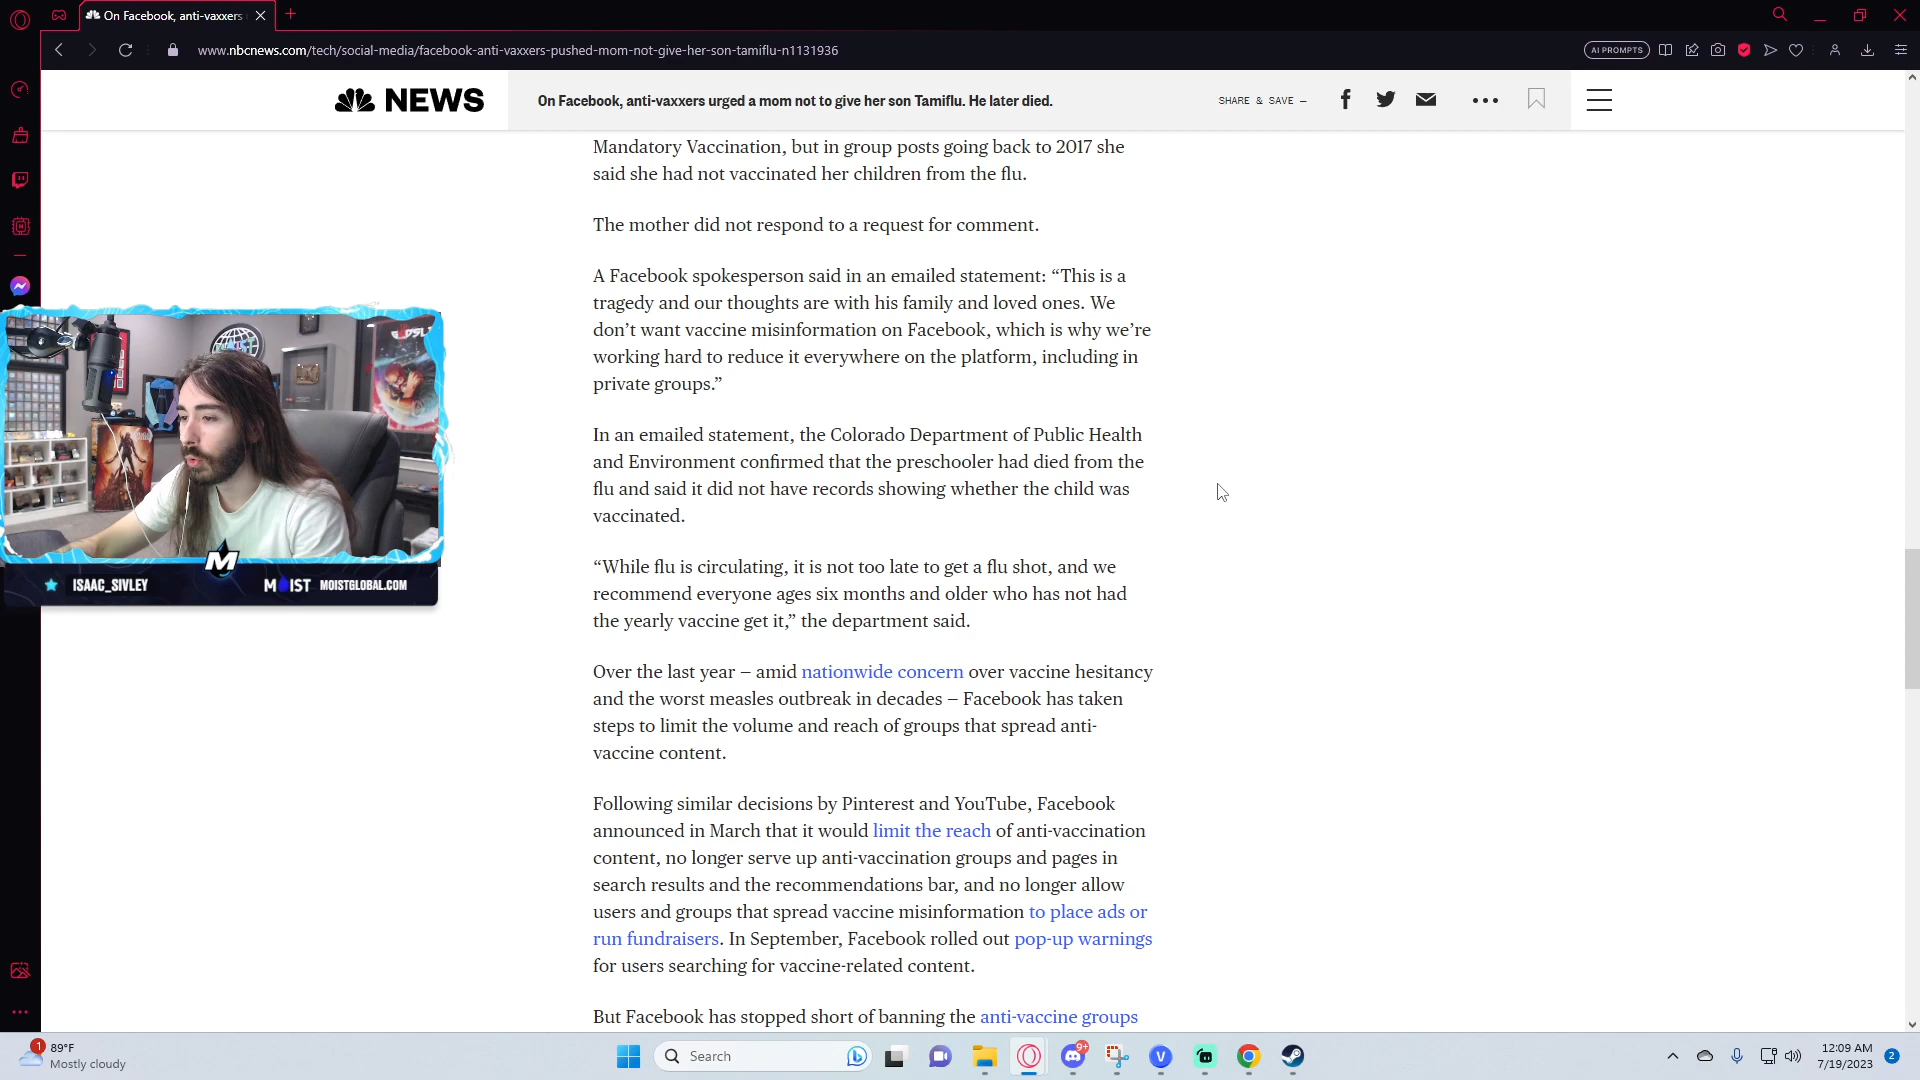 On Facebook, anti-vaxxers
www.nbcnews.com/tech/social-media/facebook-anti-vaxxers-pushed-mom-not-give-her-son-tamiflu-n1131936
AI PROMPTS
NEWS
On Facebook, anti-vaxxers urged a mom not to give her son Tamiflu. He later died.
SHARE & SAVE —
Mandatory Vaccination, but in group posts going back to 2017 she
said she had not vaccinated her children from the flu.
The mother did not respond to a request for comment.
A Facebook spokesperson said in an emailed statement: “This is a
tragedy and our thoughts are with his family and loved ones. We
don’t want vaccine misinformation on Facebook, which is why we’re
working hard to reduce it everywhere on the platform, including in
private groups.”
In an emailed statement, the Colorado Department of Public Health
and Environment confirmed that the preschooler had died from the
flu and said it did not have records showing whether the child was
vaccinated.
“While flu is circulating, it is not too late to get a flu shot, and we
recommend everyone ages six months and older who has not had
the yearly vaccine get it,” the department said.
Over the last year — amid nationwide concern over vaccine hesitancy
and the worst measles outbreak in decades — Facebook has taken
steps to limit the volume and reach of groups that spread anti-
vaccine content.
Following similar decisions by Pinterest and YouTube, Facebook
announced in March that it would limit the reach of anti-vaccination
content, no longer serve up anti-vaccination groups and pages in
search results and the recommendations bar, and no longer allow
users and groups that spread vaccine misinformation to place ads or
run fundraisers. In September, Facebook rolled out pop-up warnings
for users searching for vaccine-related content.
But Facebook has stopped short of banning the anti-vaccine groups
M
ISAAC_SIVLEY
MOIST
MOISTGLOBAL.COM
1
89°F
Mostly cloudy
Search
9+
V
12:09 AM
7/19/2023
2